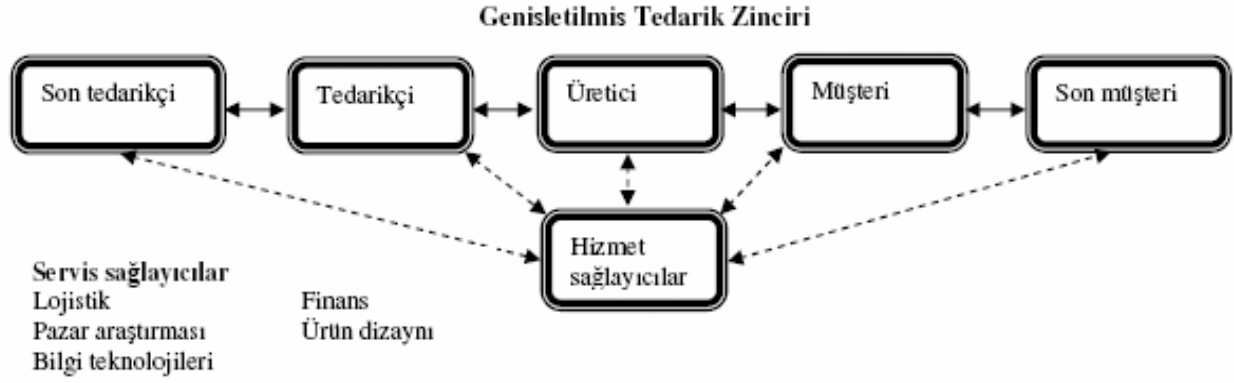 Genisletilmis Tedarik Zinciri
Son tedarikçi
Tedarikçi
Üretici
Müşteri
Son müşteri
Hizmet
sağlayıcılar
Servis sağlayıcılar
Lojistik
Finans
Pazar araştırması
Ürün dizaynı
Bilgi teknolojileri